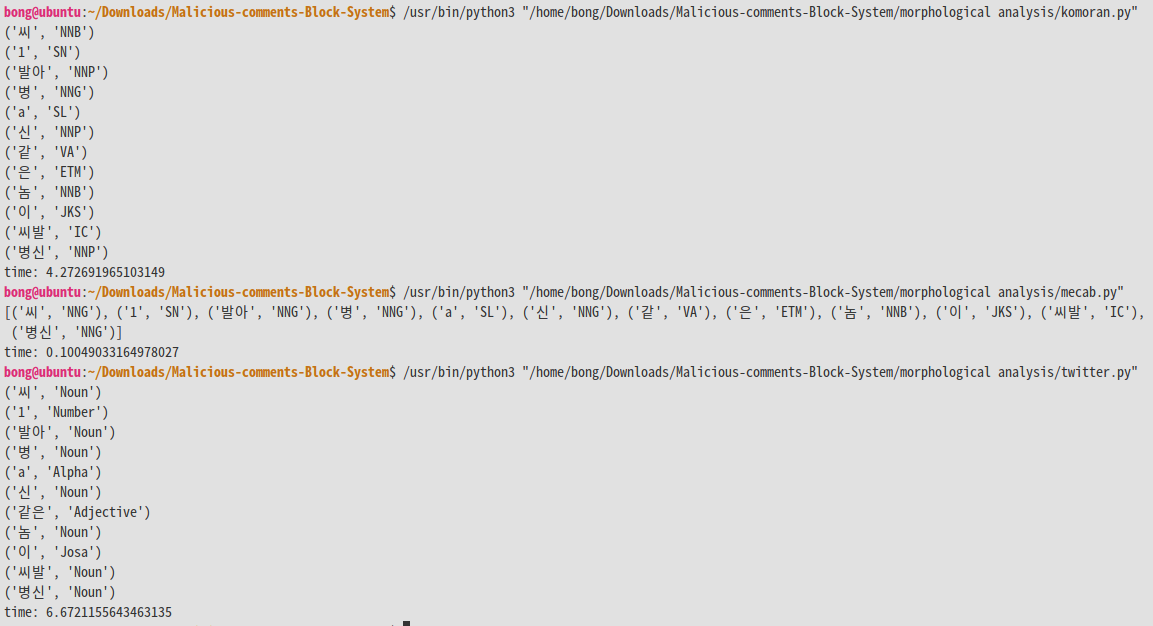 bong@ubuntu:~/Downloads/Malicious-comments-Block-System$ /usr/bin/python3 "/home/bong/Downloads/Malicious-comments-Block-System/morphological analysis/komoran.py"
('씨', 'NNB')
('1', 'SN')
('발아', 'NNP')
('병', 'NNG')
('a', 'SL')
('신', 'NNP')
('같', 'VA')
('은', 'ETM')
('놈', 'NNB')
('이', 'JKS')
('씨발', 'IC')
('병신', 'NNP')
time: 4.272691965103149
bong@ubuntu:~/Downloads/Malicious-comments-Block-System$ /usr/bin/python3 "/home/bong/Downloads/Malicious-comments-Block-System/morphological analysis/mecab.py"
[('씨', 'NNG'), ('1', 'SN'), ('발아', 'NNG'), ('병', 'NNG'), ('a', 'SL'), ('신', 'NNG'), ('같', 'VA'), ('은', 'ETM'), ('놈', 'NNB'), ('이', 'JKS'), ('씨발', 'IC'),
('병신', 'NNG')]
time: 0.10049033164978027
bong@ubuntu:~/Downloads/Malicious-comments-Block-System$ /usr/bin/python3 "/home/bong/Downloads/Malicious-comments-Block-System/morphological analysis/twitter.py"
('씨', 'Noun')
('1', 'Number')
('발아', 'Noun')
('병', 'Noun')
('a', 'Alpha')
('신', 'Noun')
('같은', 'Adjective')
('놈', 'Noun')
('이', 'Josa')
('씨발', 'Noun')
('병신', 'Noun')
time: 6.6721155643463135